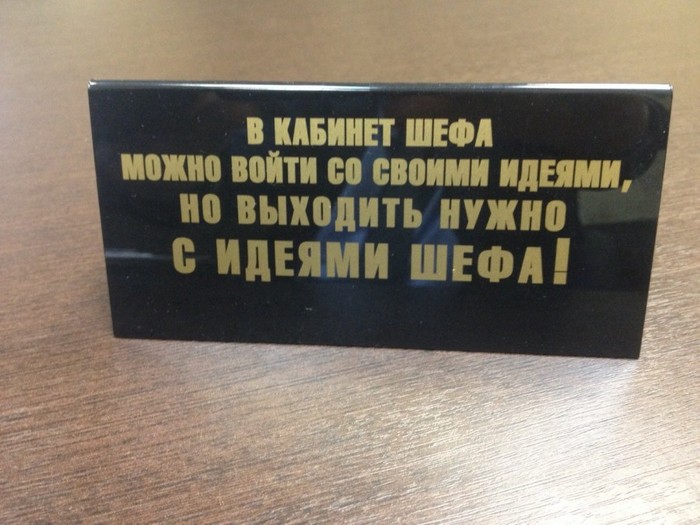 В КАБИНЕТ ШЕФА
МОЖНО ВОЙТИ СО СВОИМИ ИДЕЯМИ,
НО ВЫХОДИТЬ НУЖНО
С ИДЕЯМИ ШЕФА!